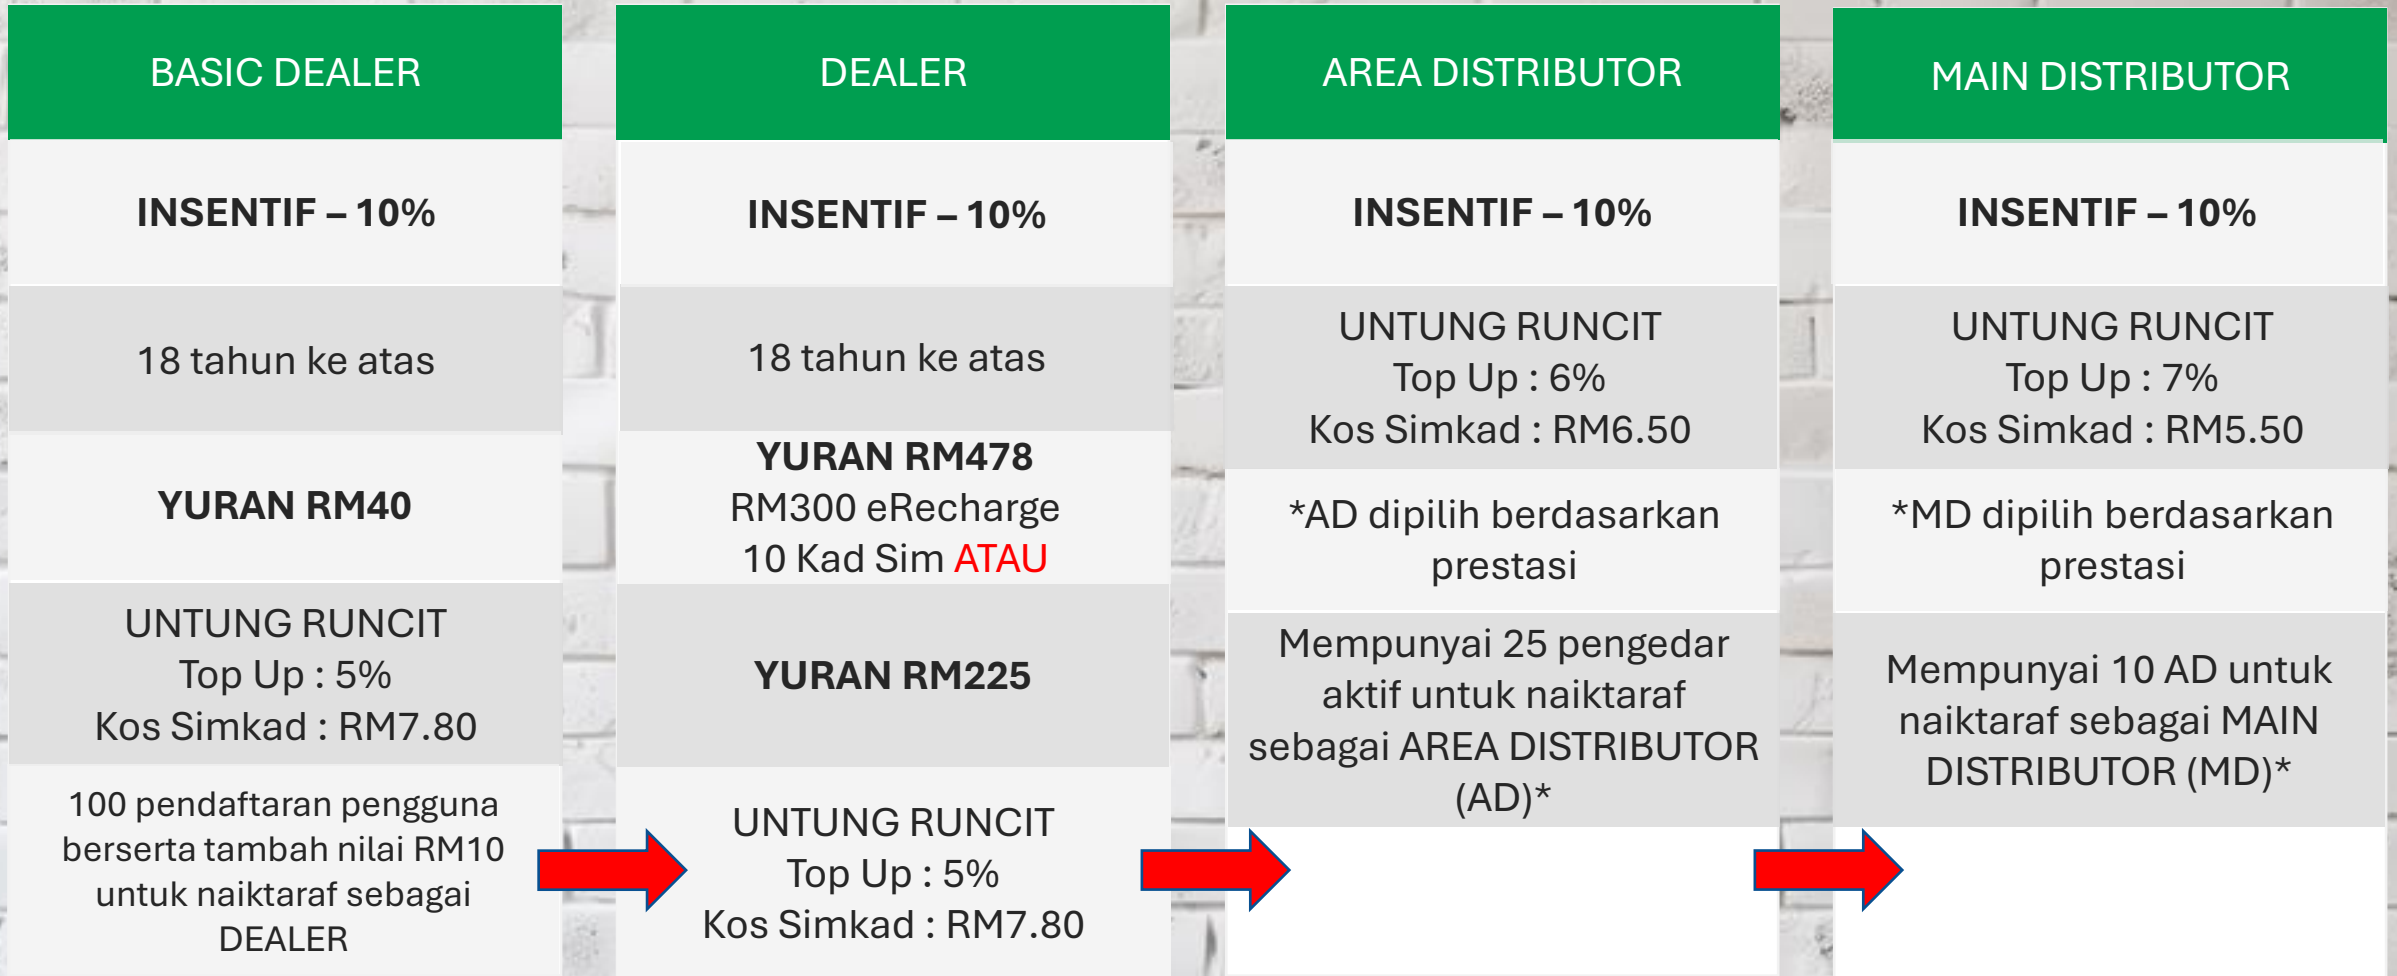 BASIC DEALER
INSENTIF – 10%
18 tahun ke atas
YURAN RM40
UNTUNG RUNCIT
Top Up : 5%
Kos Simkad : RM7.80
100 pendaftaran pengguna
berserta tambah nilai RM10
untuk naiktaraf sebagai
DEALER
DEALER
INSENTIF – 10%
18 tahun ke atas
YURAN RM478
RM300 eRecharge
10 Kad Sim ATAU
YURAN RM225
UNTUNG RUNCIT
Top Up : 5%
Kos Simkad : RM7.80
AREA DISTRIBUTOR
INSENTIF – 10%
UNTUNG RUNCIT
Top Up : 6%
Kos Simkad : RM6.50
*AD dipilih berdasarkan
prestasi
Mempunyai 25 pengedar
aktif untuk naiktaraf
sebagai AREA DISTRIBUTOR
(AD)*
MAIN DISTRIBUTOR
INSENTIF – 10%
UNTUNG RUNCIT
Top Up : 7%
Kos Simkad : RM5.50
*MD dipilih berdasarkan
prestasi
Mempunyai 10 AD untuk
naiktaraf sebagai MAIN
DISTRIBUTOR (MD)*